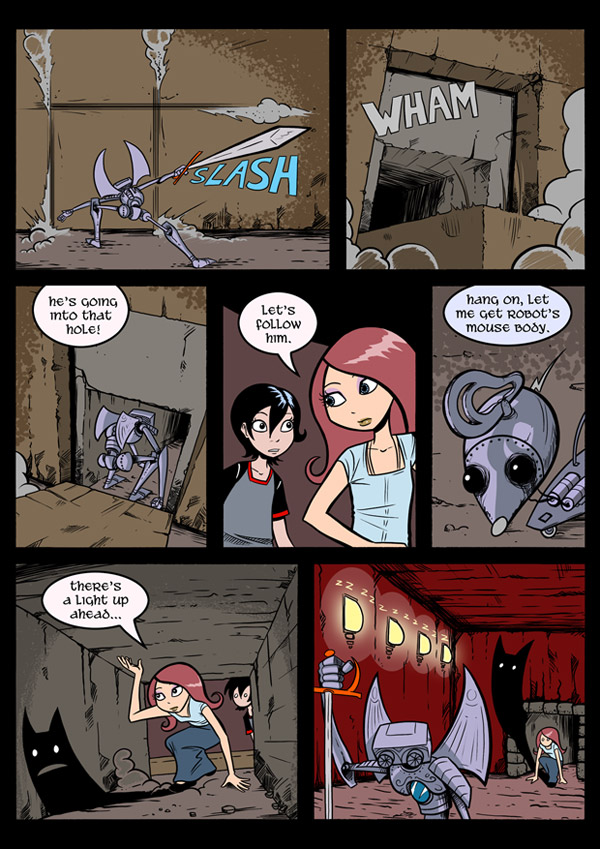 SLASH
WHAM
he's going
into that
hole!
Let's
follow
him.
hang on, Let
me get robot's
mouse body.
there's
a light up
ahead...
zzzzzzzzzz